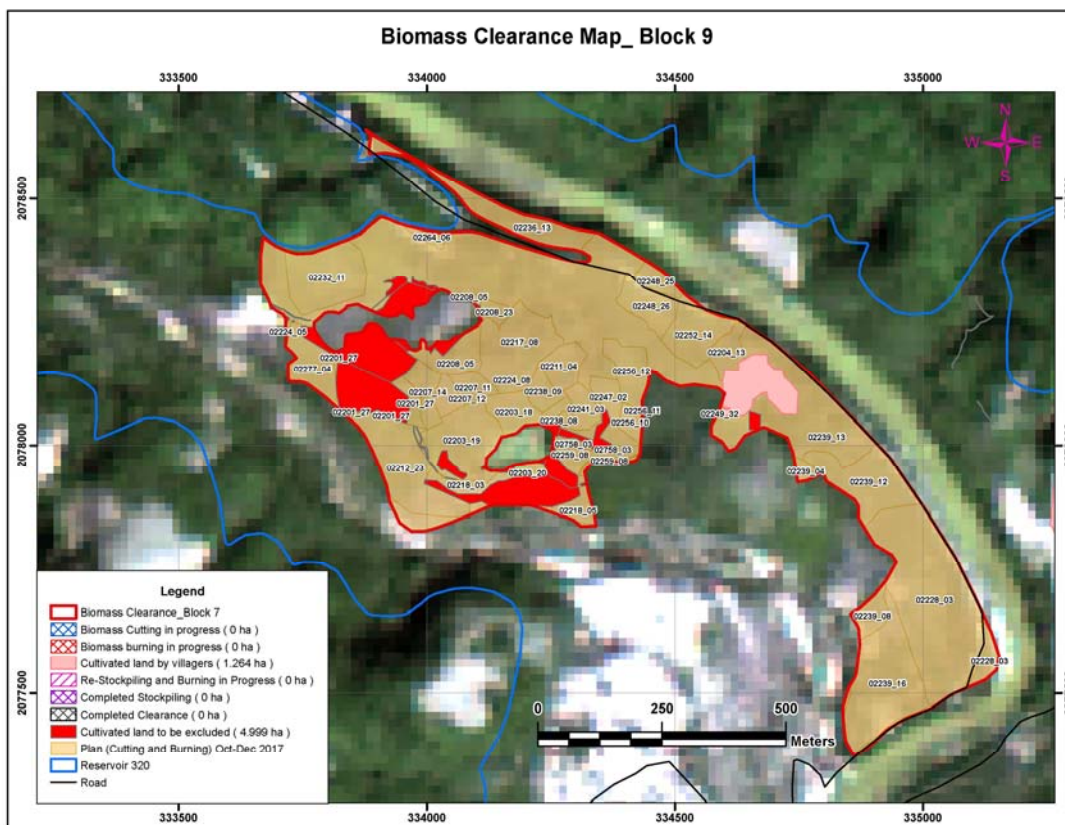 Biomass Clearance Map_ Block 9
333500 334000 334500 335000
N
W E
S
2078500
02236_13
02264_06
02232_11
02248_25
02208_05
02248_26
02208_23
02224_05
02252_14
02217_08
02204_13
02201_27
02208_05
02211_04
02277_04
02256_12
02224_08
02207_11
02207_14
02238_09
02247_02
02207_12
02201_27
02241_03
02256_11
02201_27
02201_27
02203_18
02249_32
02238_08
02256_10
2078000
02203_19
02758_03
02239_13
02758_03
02259_08
02259_08
02212_23
02203_20
02239_04
02218_03
02239_12
02218_05
02228_03
02239_08
02228_03
02239_16
2077500
Legend
Biomass Clearance_Block 7
Biomass Cutting in progress ( 0 ha )
Biomass burning in progress ( 0 ha )
Cultivated land by villagers ( 1.264 ha )
Re-Stockpiling and Burning in Progress ( 0 ha )
Completed Stockpiling ( 0 ha )
Completed Clearance ( 0 ha )
Cultivated land to be excluded ( 4.999 ha )
Plan (Cutting and Burning) Oct-Dec 2017
Reservoir 320
Road
0 250 500
Meters
333500 334000 334500 335000